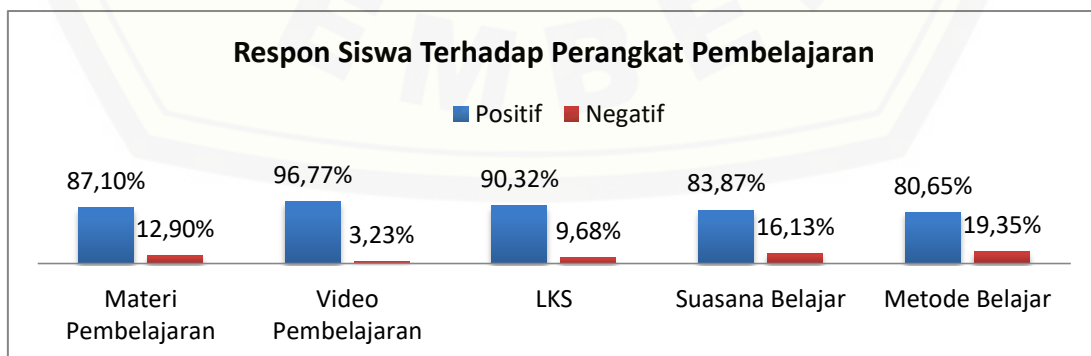 Respon Siswa Terhadap Perangkat Pembelajaran
Positif Negatif
87,10% 12,90%
96,77% 3,23%
90,32% 9,68%
83,87% 16,13%
80,65% 19,35%
Materi
Pembelajaran
Video
Pembelajaran
LKS
Suasana Belajar
Metode Belajar